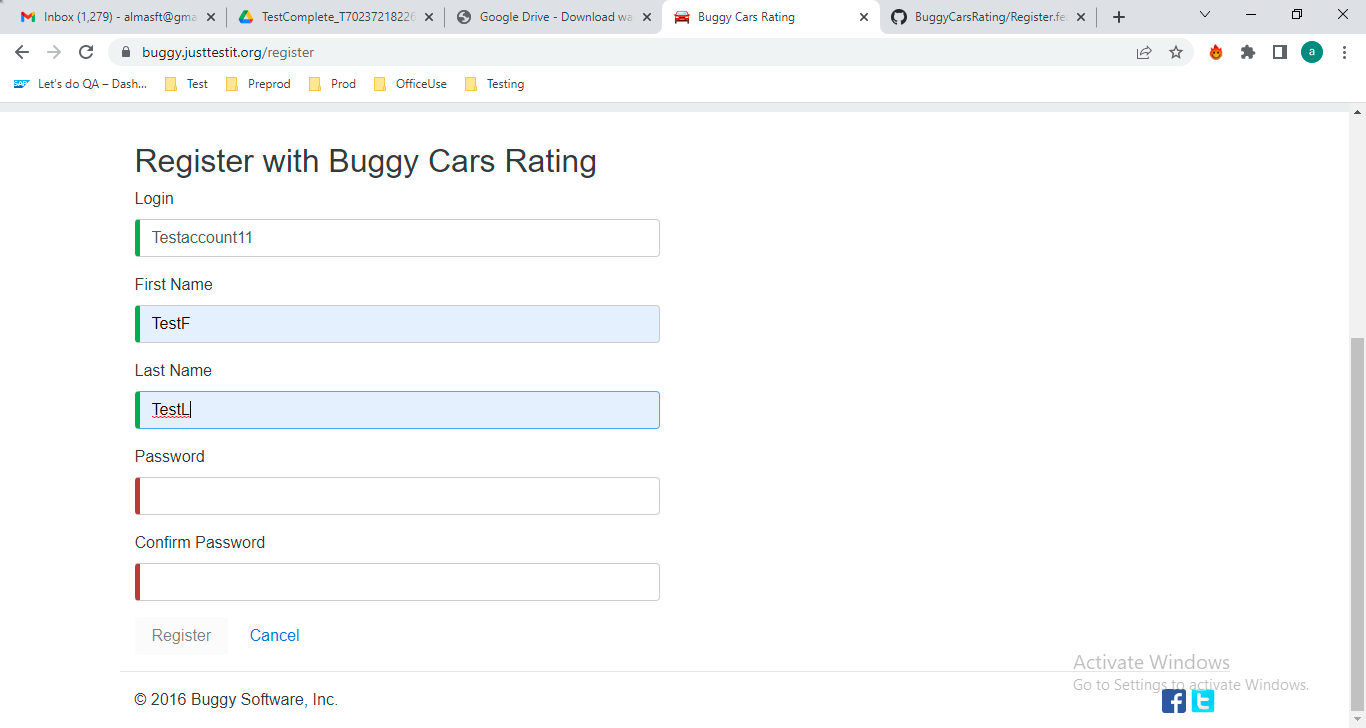 Inbox (1,279) - almasft@gma
TestComplete_T70237218226
Google Drive - Download wa
Buggy Cars Rating
BuggyCarsRating/Register.fe
buggy.justtestit.org/register
a
SAP Let's do QA – Dash...
Test
Preprod
Prod
OfficeUse
Testing
Register with Buggy Cars Rating
Login
Testaccount11
First Name
TestF
Last Name
TestL
Password
Confirm Password
Register Cancel
Activate Windows
Go to Settings to activate Windows.
© 2016 Buggy Software, Inc.